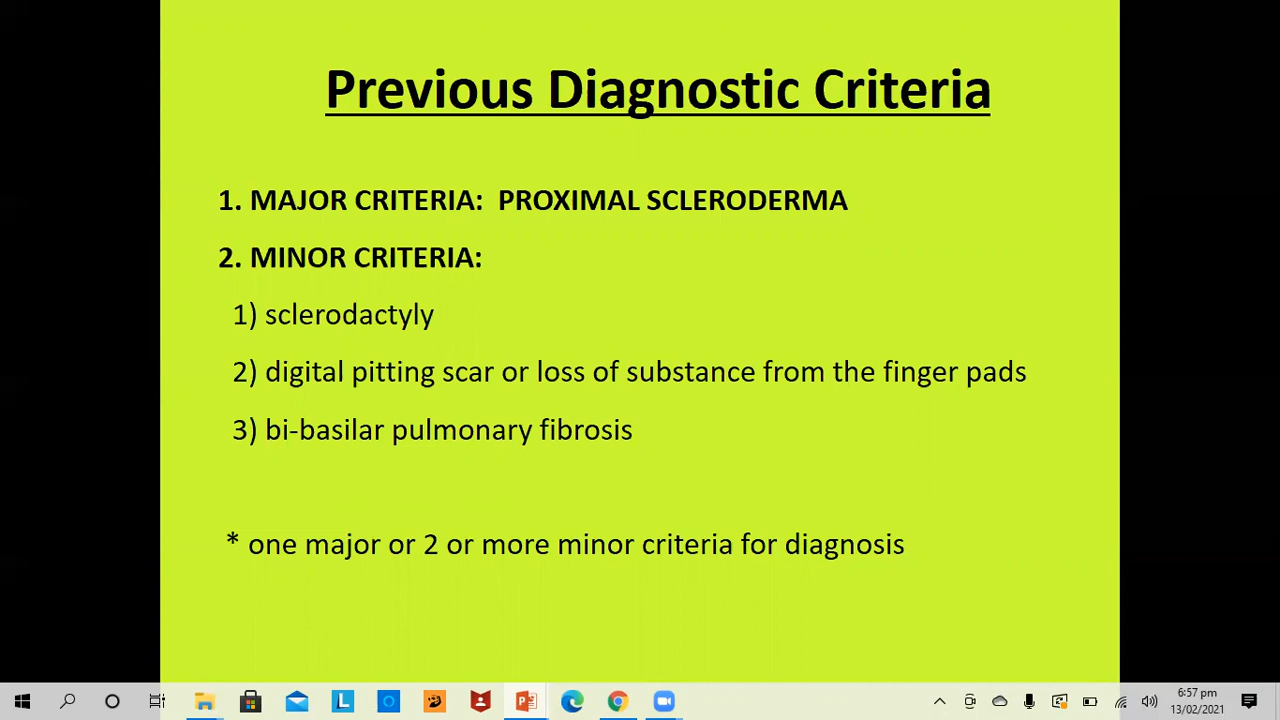 Previous Diagnostic Criteria
1. MAJOR CRITERIA: PROXIMAL SCLERODERMA
2. MINOR CRITERIA:
1) sclerodactyly
2) digital pitting scar or loss of substance from the finger pads
3) bi-basilar pulmonary fibrosis
* one major or 2 or more minor criteria for diagnosis
6:57 pm
13/02/2021